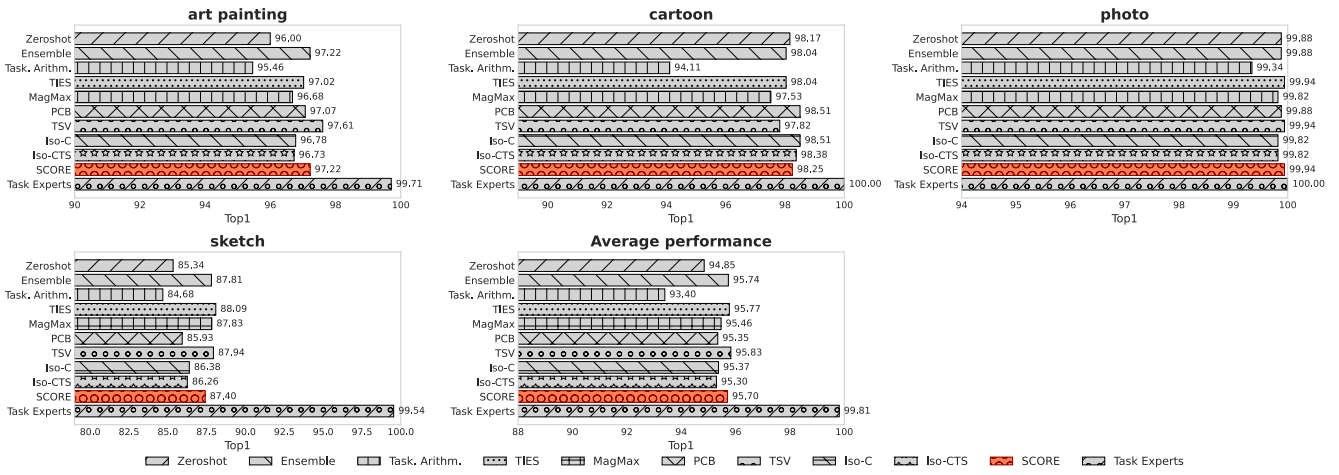 art painting
Zeroshot 96,00
Ensemble 97.22
Task. Arithm. 95.46
TIES 97.02
MagMax 96.68
PCB 97.07
TSV 97.61
Iso-C 96.78
Iso-CTS 96.73
SCORE 97.22
Task Experts 99.71
90 92 94 96 98 100
Top1
cartoon
Zeroshot 98,17
Ensemble 98.04
Task. Arithm. 94,11
TIES 98.04
MagMax 97.53
PCB 98.51
TSV 97.82
Iso-C 98,51
Iso-CTS 98.38
SCORE 98.25
Task Experts 100.00
90 92 94 96 98 100
Top1
photo
Zeroshot 99,88
Ensemble 99.88
Task. Arithm. 99,34
TIES 99.94
MagMax 99.82
PCB 99.88
TSV 99.94
Iso-C 99.82
Iso-CTS 99.82
SCORE 99.94
Task Experts 100.00
94 95 96 97 98 99 100
Top1
sketch
Zeroshot 85,34
Ensemble 87.81
Task. Arithm. 84,68
TIES 88.09
MagMax 87.83
PCB 85.93
TSV 87.94
Iso-C 86.38
Iso-CTS 86.26
SCORE 87,40
Task Experts 99.54
80.0 82.5 85.0 87.5 90.0 92.5 95.0 97.5 100.0
Top1
Average performance
Zeroshot 94,85
Ensemble 95.74
Task. Arithm. 93,40
TIES 95.77
MagMax 95.46
PCB 95.35
TSV 95.83
Iso-C 95.37
Iso-CTS 95.30
SCORE 95,70
Task Experts 99.81
88 90 92 94 96 98 100
Top1
Zeroshot Ensemble Task. Arithm. TIES MagMax PCB TSV Iso-C Iso-CTS SCORE Task Experts